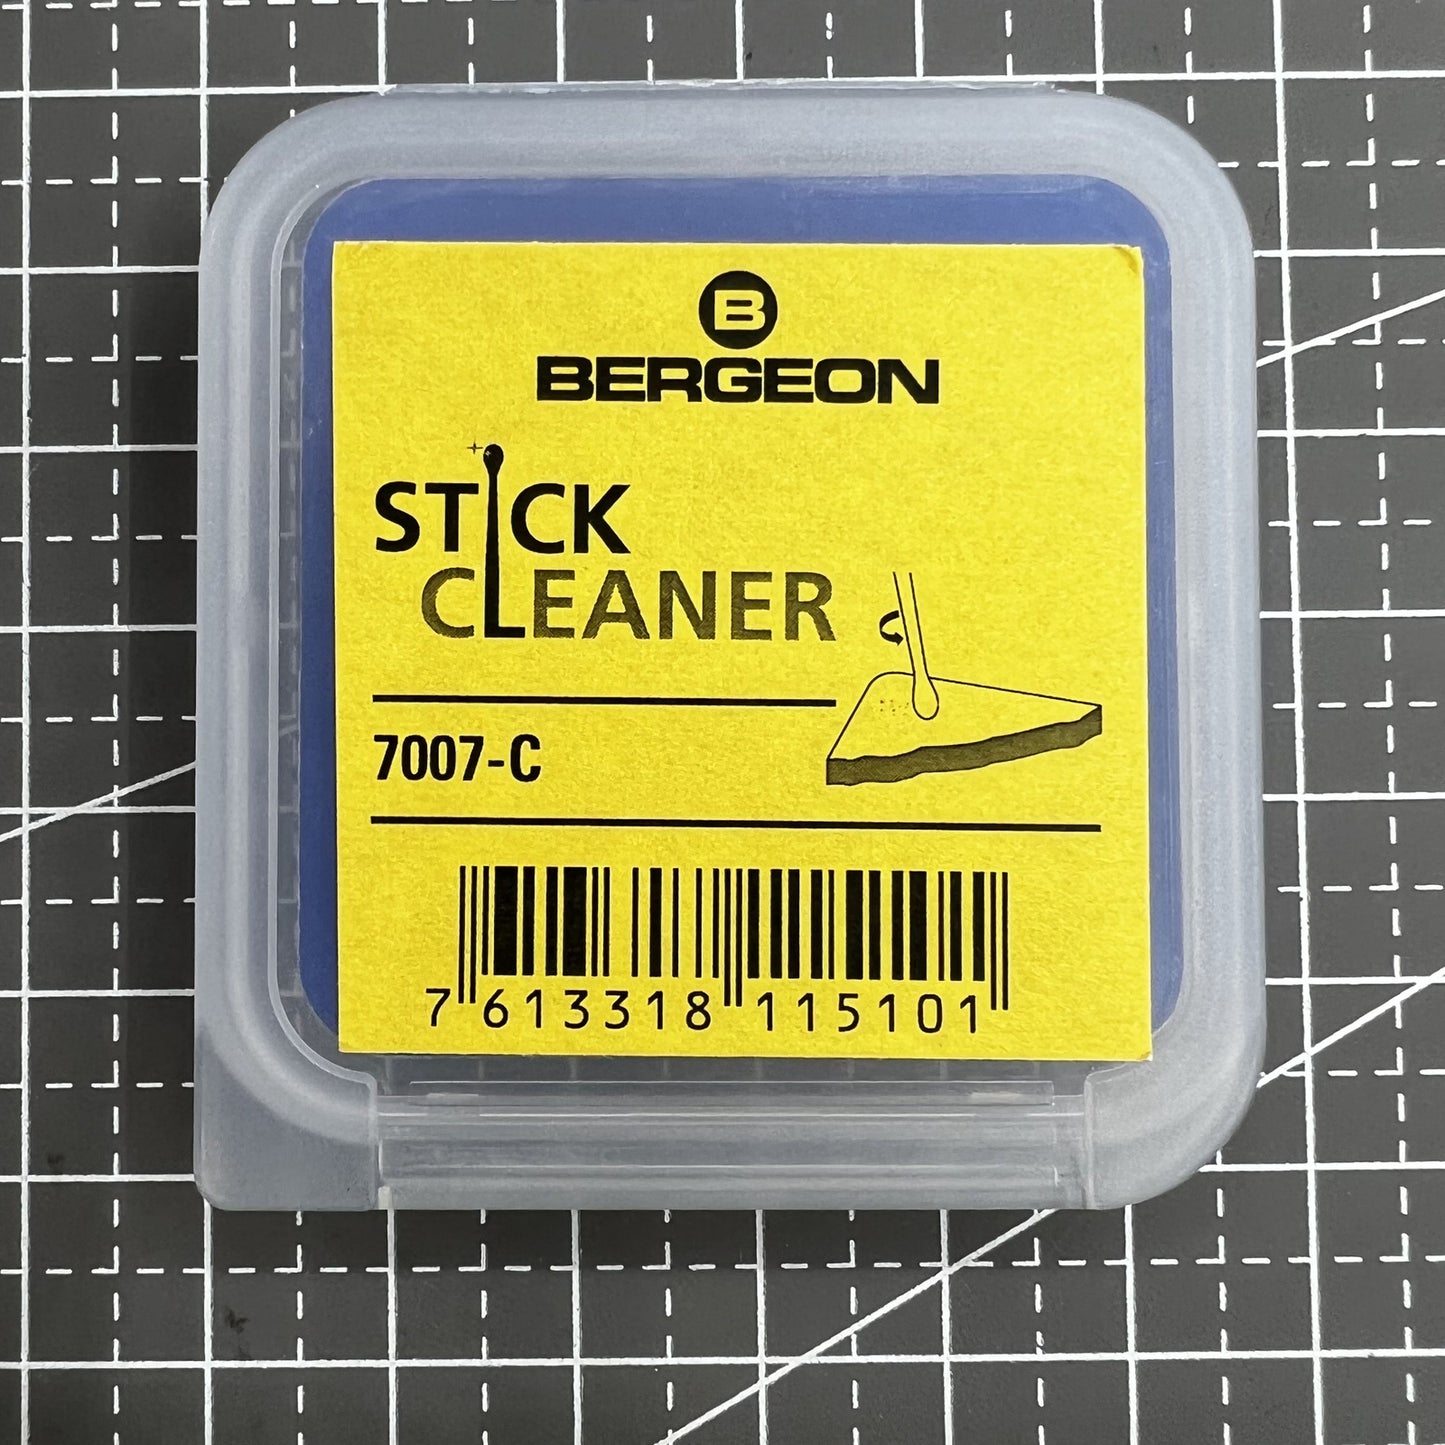 B
BERGEON
STICK
CLEANER
7007-C
7 613318 115101